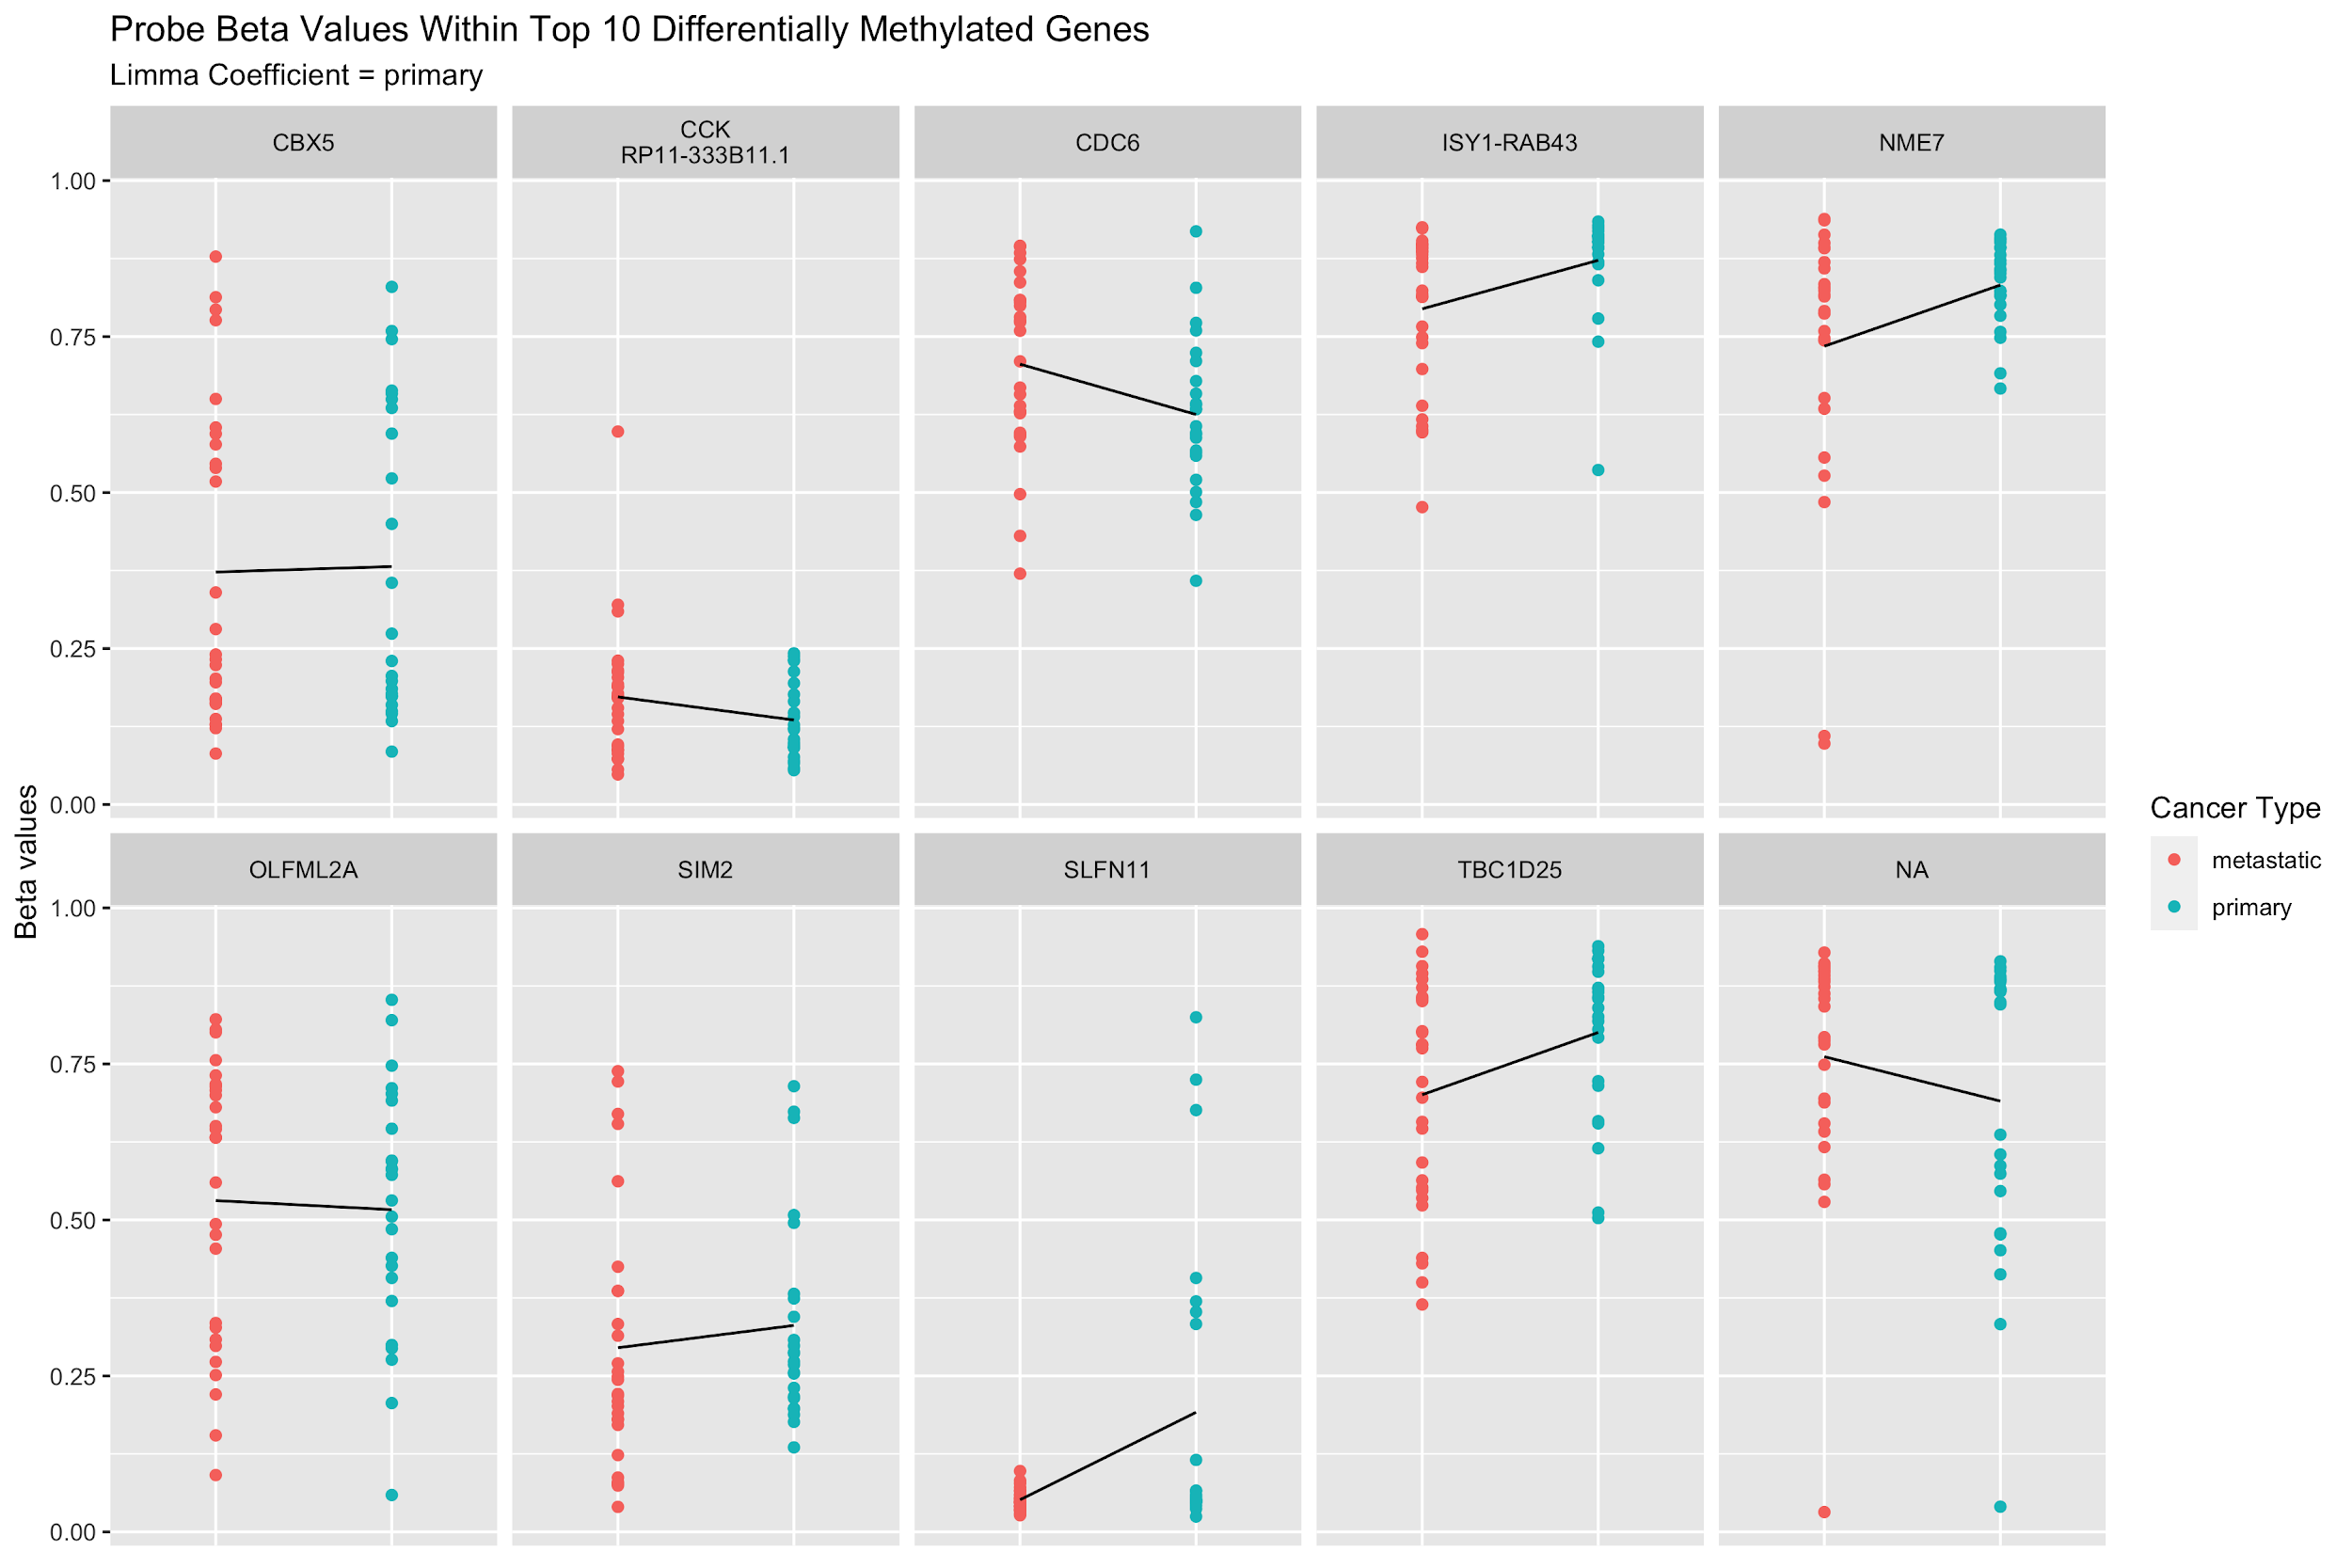 Probe Beta Values Within Top 10 Differentially Methylated Genes
Limma Coefficient = primary
CBX5
CCK
RP11-333B11.1
CDC6
ISY1-RAB43
NME7
1.00
0.75
0.50
0.25
0.00
OLFML2A
SIM2
SLFN11
TBC1D25
NA
1.00
0.75
0.50
0.25
0.00
Beta values
Cancer Type
metastatic
primary